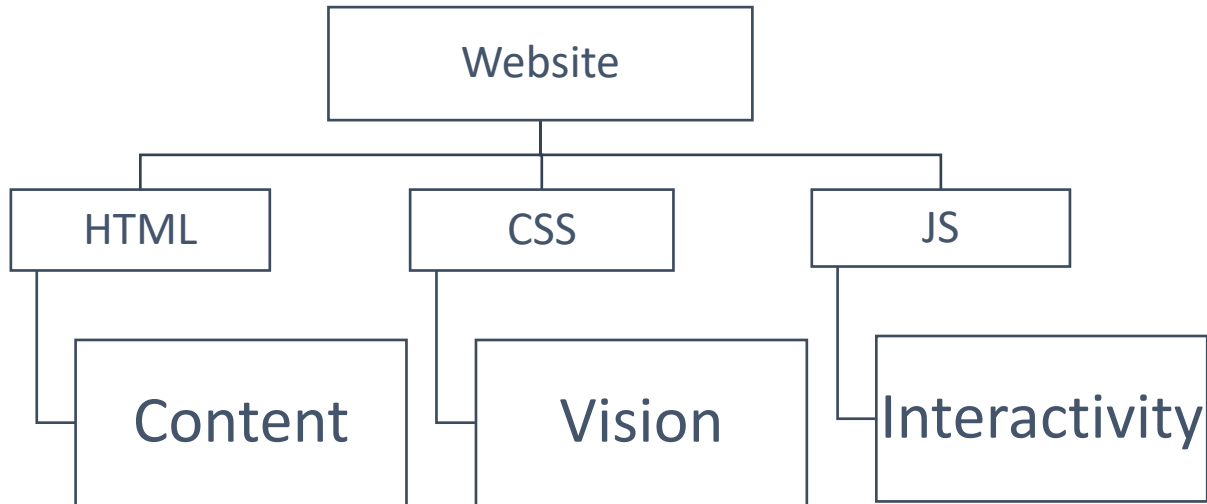 Website
HTML
CSS
JS
Content
Vision
Interactivity